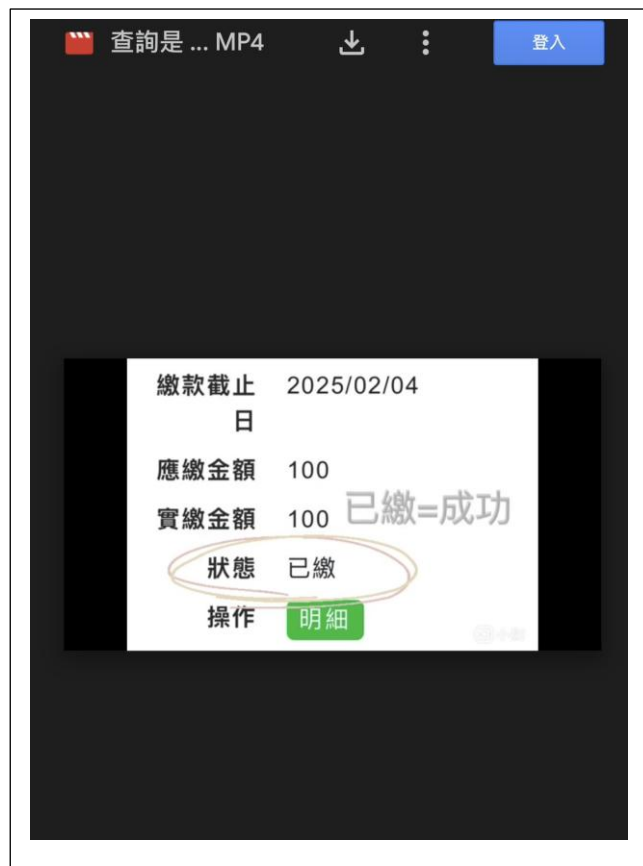 查詢是 ... MP4
登入
繳款截止日 2025/02/04
應繳金額 100
實繳金額 100
已繳=成功
狀態 已繳
操作 明細